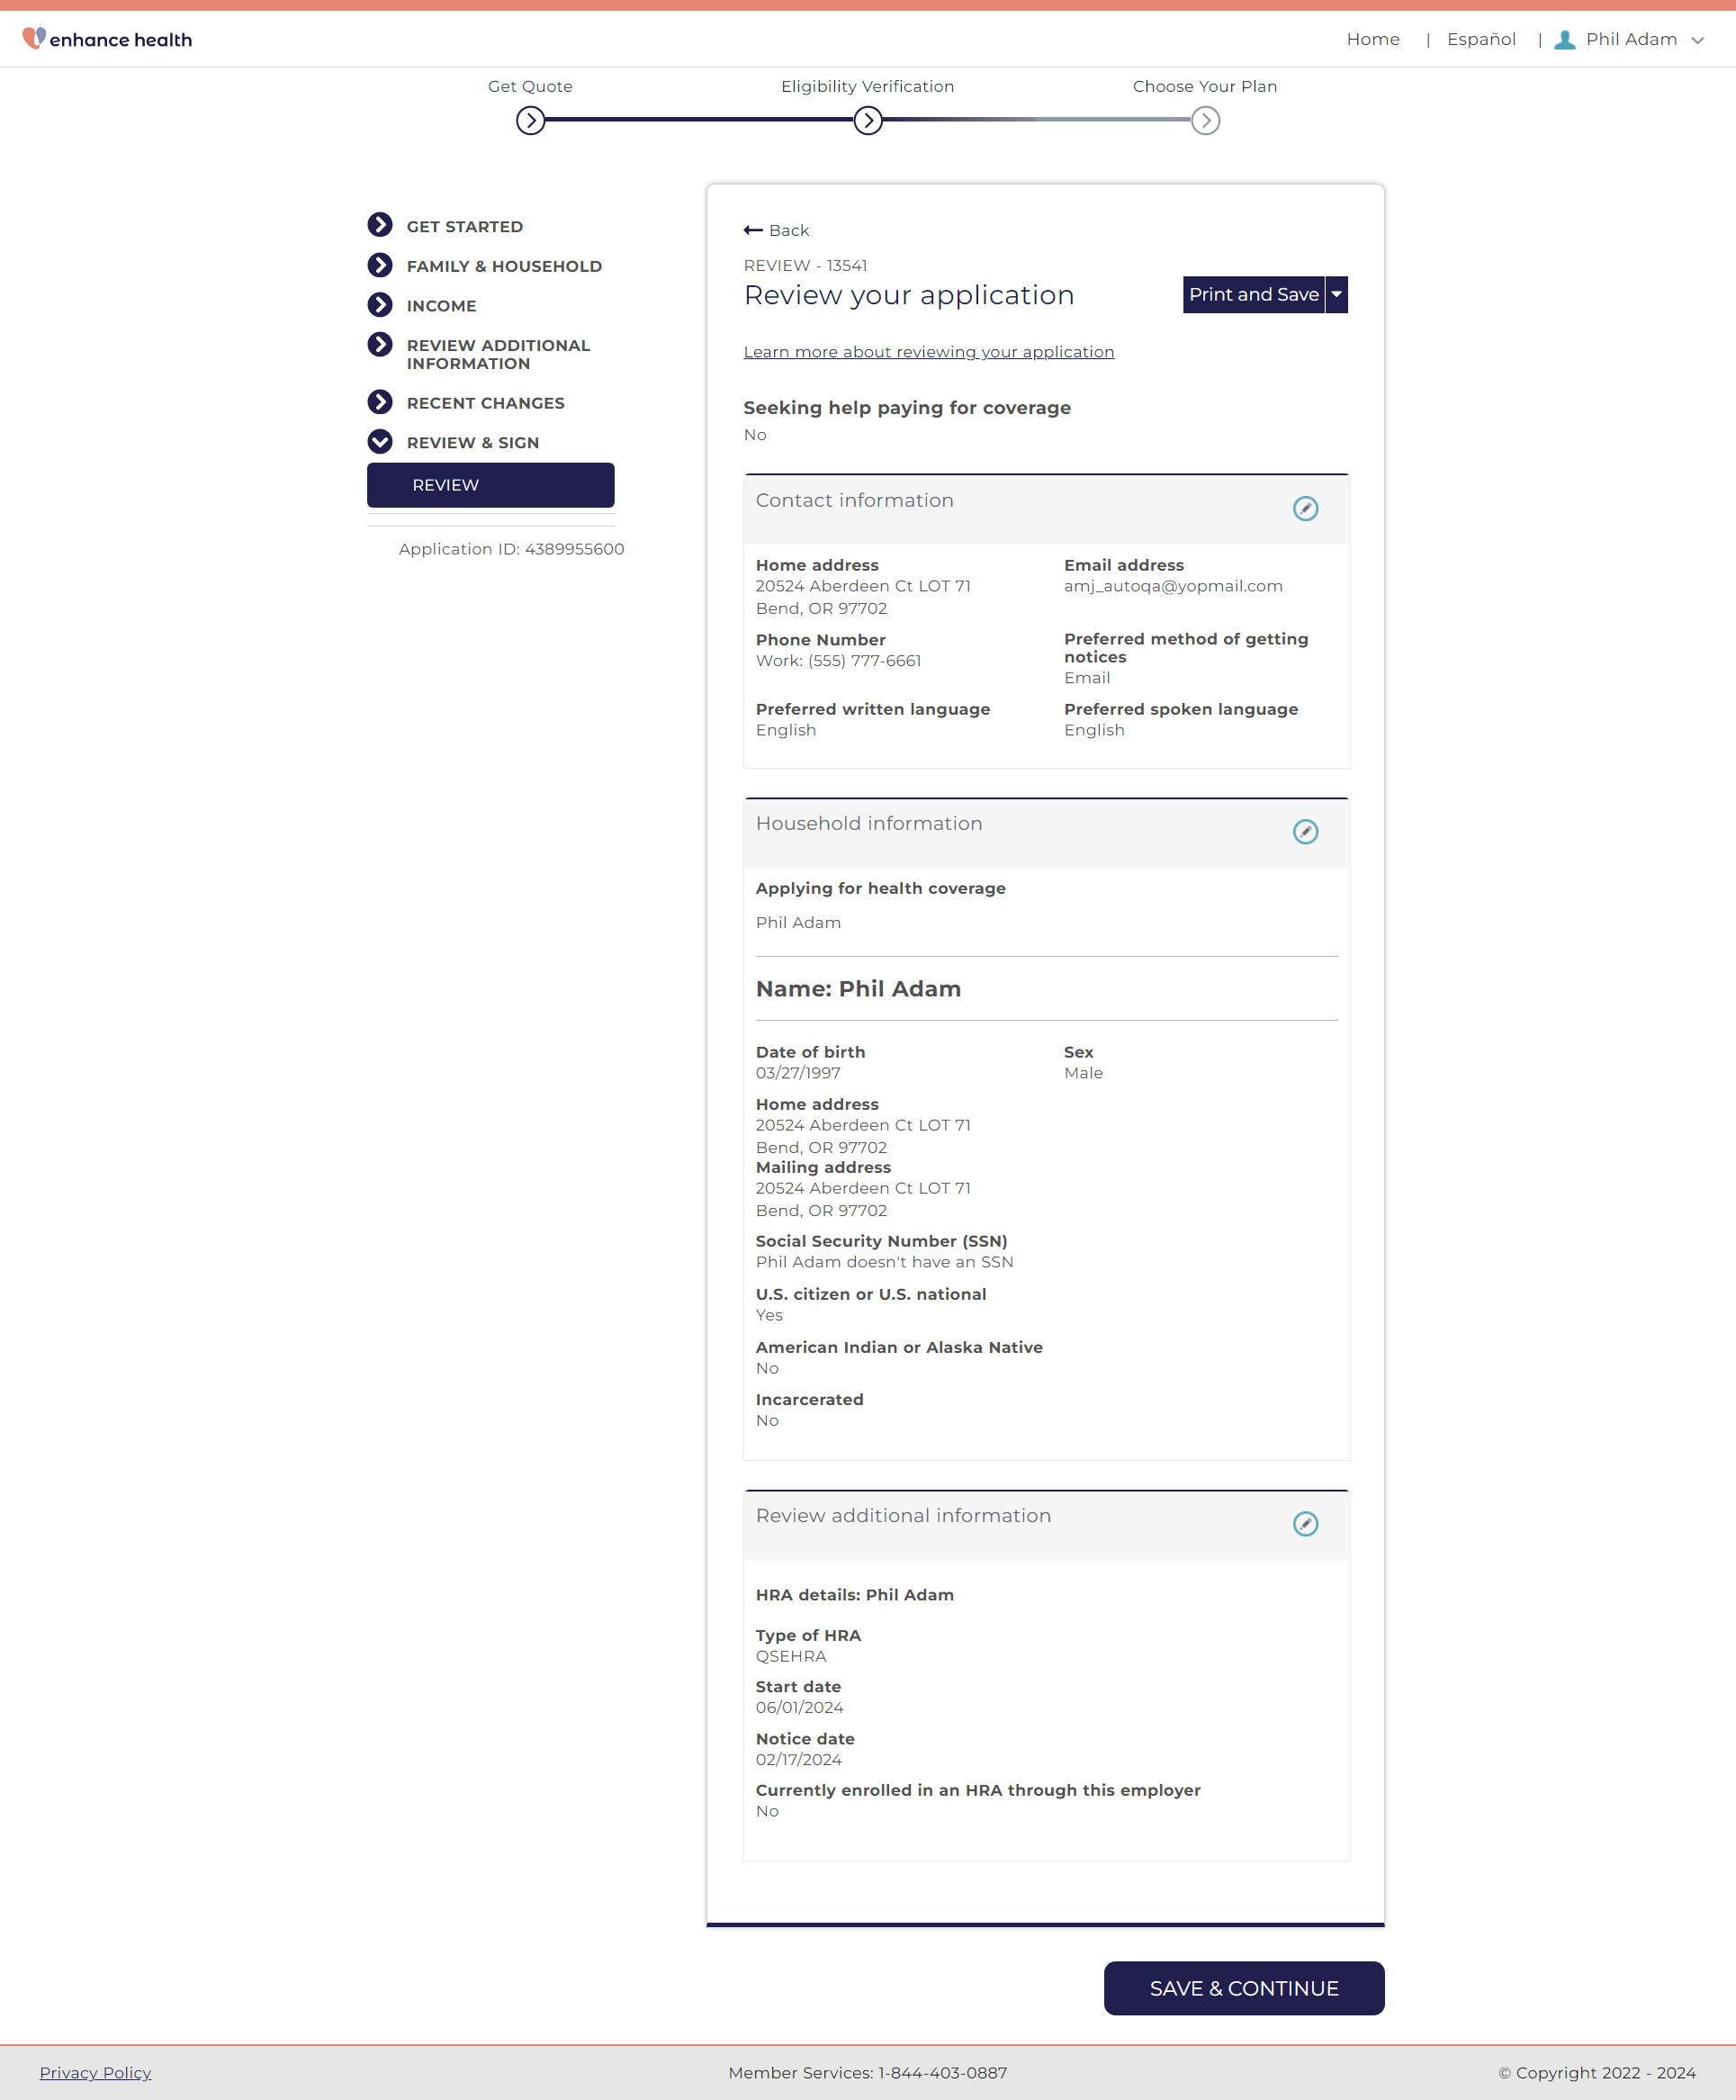 enhance health
Home | Español | Phil Adam
Get Quote
Eligibility Verification
Choose Your Plan
GET STARTED
FAMILY & HOUSEHOLD
INCOME
REVIEW ADDITIONAL
INFORMATION
RECENT CHANGES
REVIEW & SIGN
REVIEW
Application ID: 4389955600
Back
REVIEW - 13541
Review your application
Print and Save
Learn more about reviewing your application
Seeking help paying for coverage
No
Contact information
Home address
20524 Aberdeen Ct LOT 71
Bend, OR 97702
Email address
amj_autoqa@yopmail.com
Phone Number
Work: (555) 777-6661
Preferred method of getting
notices
Email
Preferred written language
English
Preferred spoken language
English
Household information
Applying for health coverage
Phil Adam
Name: Phil Adam
Date of birth
03/27/1997
Sex
Male
Home address
20524 Aberdeen Ct LOT 71
Bend, OR 97702
Mailing address
20524 Aberdeen Ct LOT 71
Bend, OR 97702
Social Security Number (SSN)
Phil Adam doesn't have an SSN
U.S. citizen or U.S. national
Yes
American Indian or Alaska Native
No
Incarcerated
No
Review additional information
HRA details: Phil Adam
Type of HRA
QSEHRA
Start date
06/01/2024
Notice date
02/17/2024
Currently enrolled in an HRA through this employer
No
SAVE & CONTINUE
Privacy Policy
Member Services: 1-844-403-0887
© Copyright 2022 - 2024